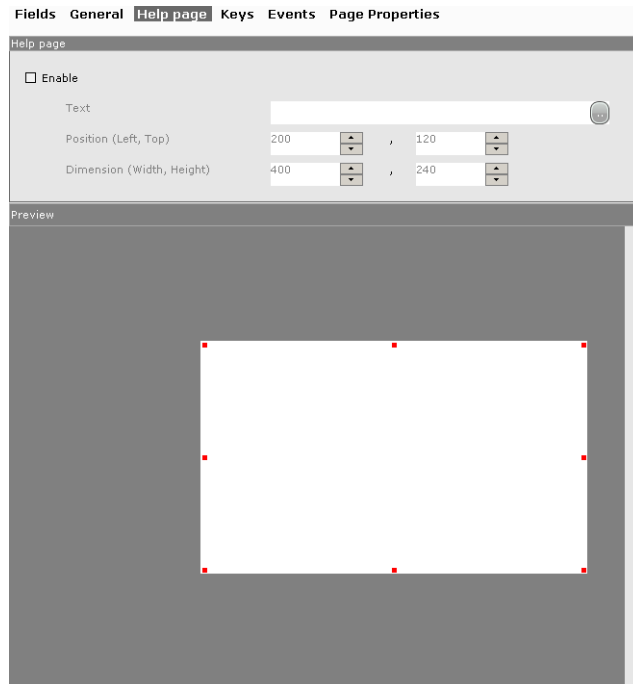 Fields General Help page Keys Events Page Properties
Help page
Enable
Text
Position (Left, Top) 200 , 120
Dimension (Width, Height) 400 , 240
Preview